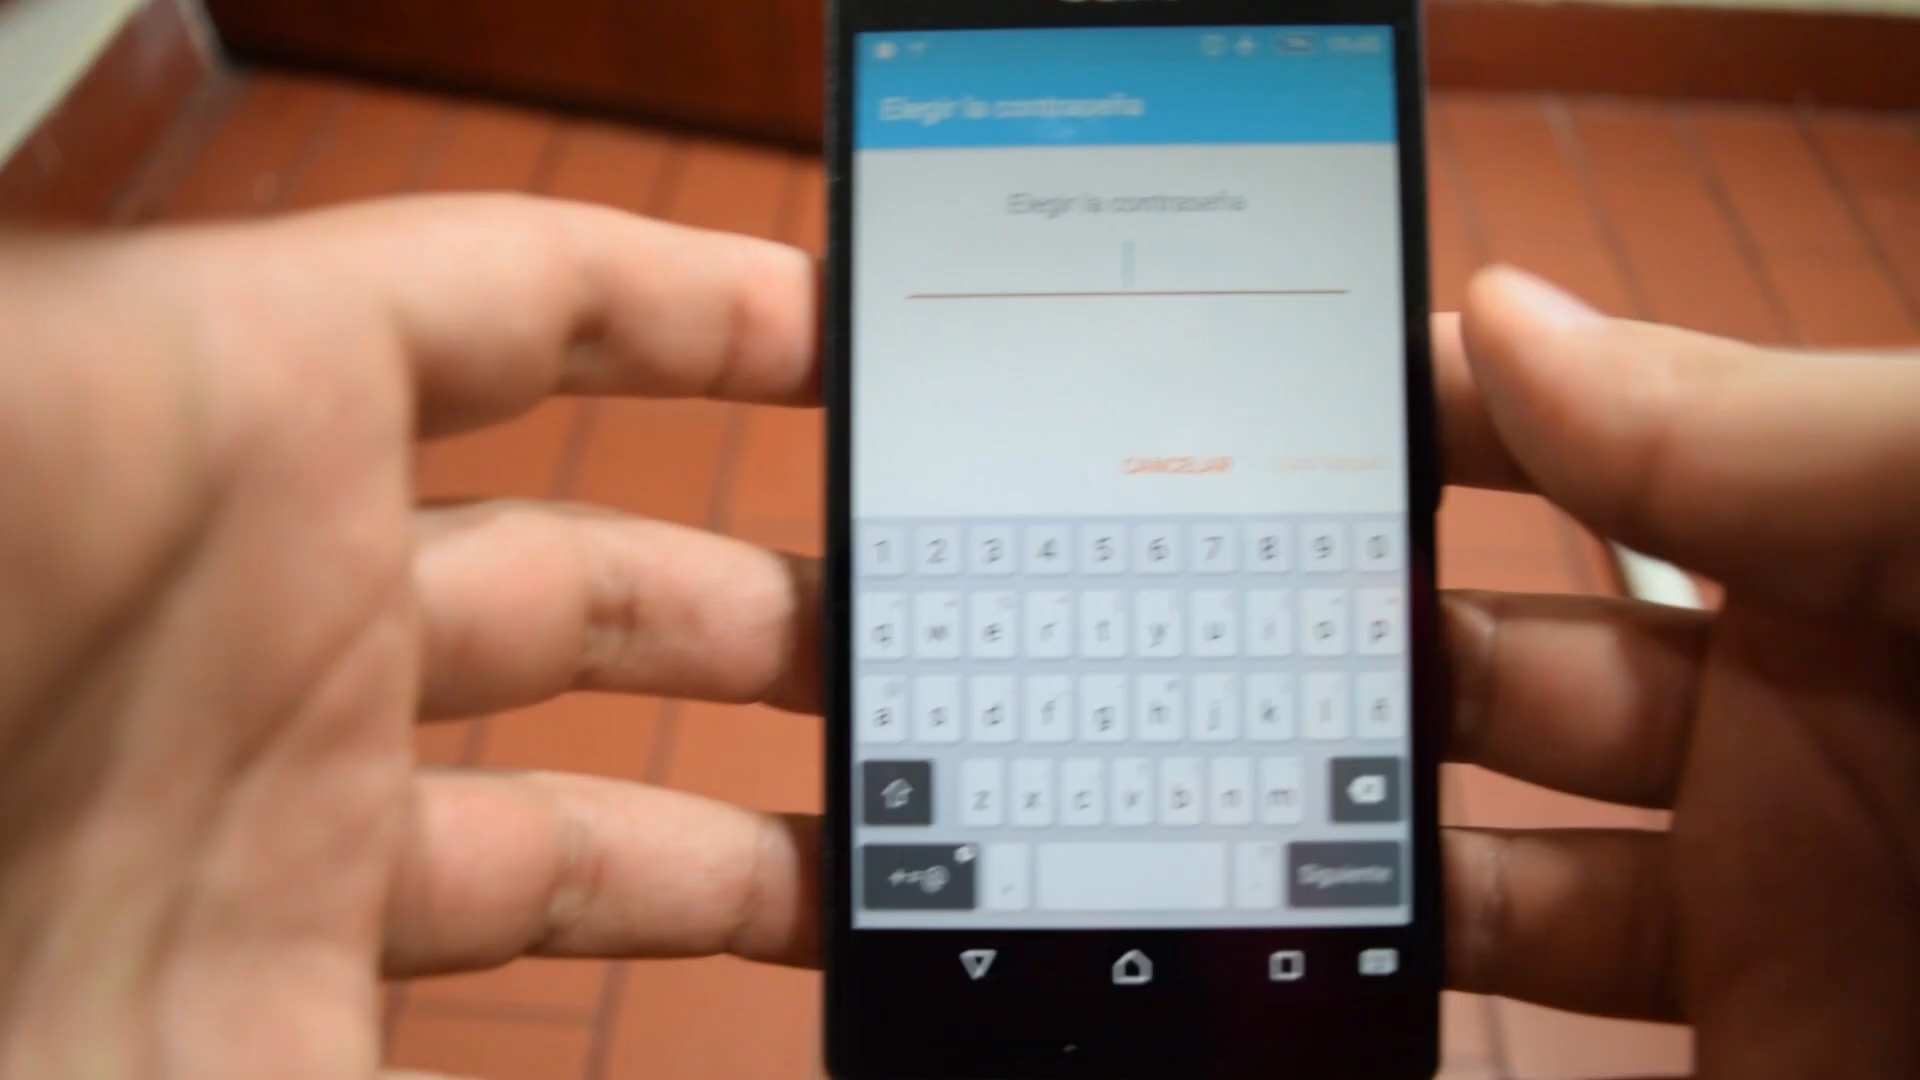 Elegir la contraseña
Elegir la contraseña
CANCELAR
1 2 3 4 5 6 7 8 9 0
q w e r t y u i o p
a s d f g h j k l ñ
z x c v b n m
+=@ , . Siguiente